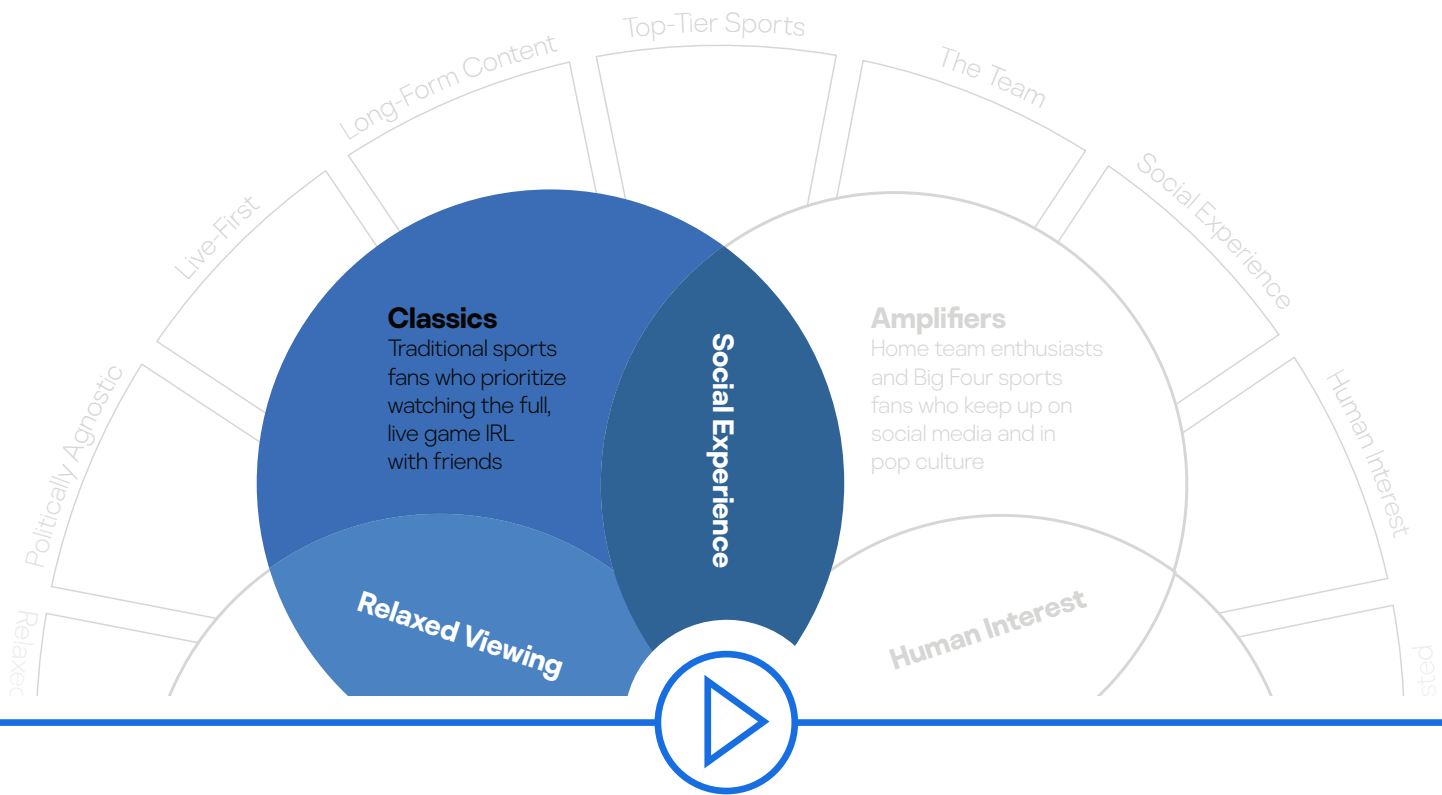 Top-Tier Sports
Long-Form Content
The Team
Live-First
Social Experience
Politically Agnostic
Human Interest
Relaxed
Classics
Traditional sports
fans who prioritize
watching the full,
live game IRL
with friends
Social Experience
Amplifiers
Home team enthusiasts
and Big Four sports
fans who keep up on
social media and in
pop culture
Relaxed Viewing
Human Interest